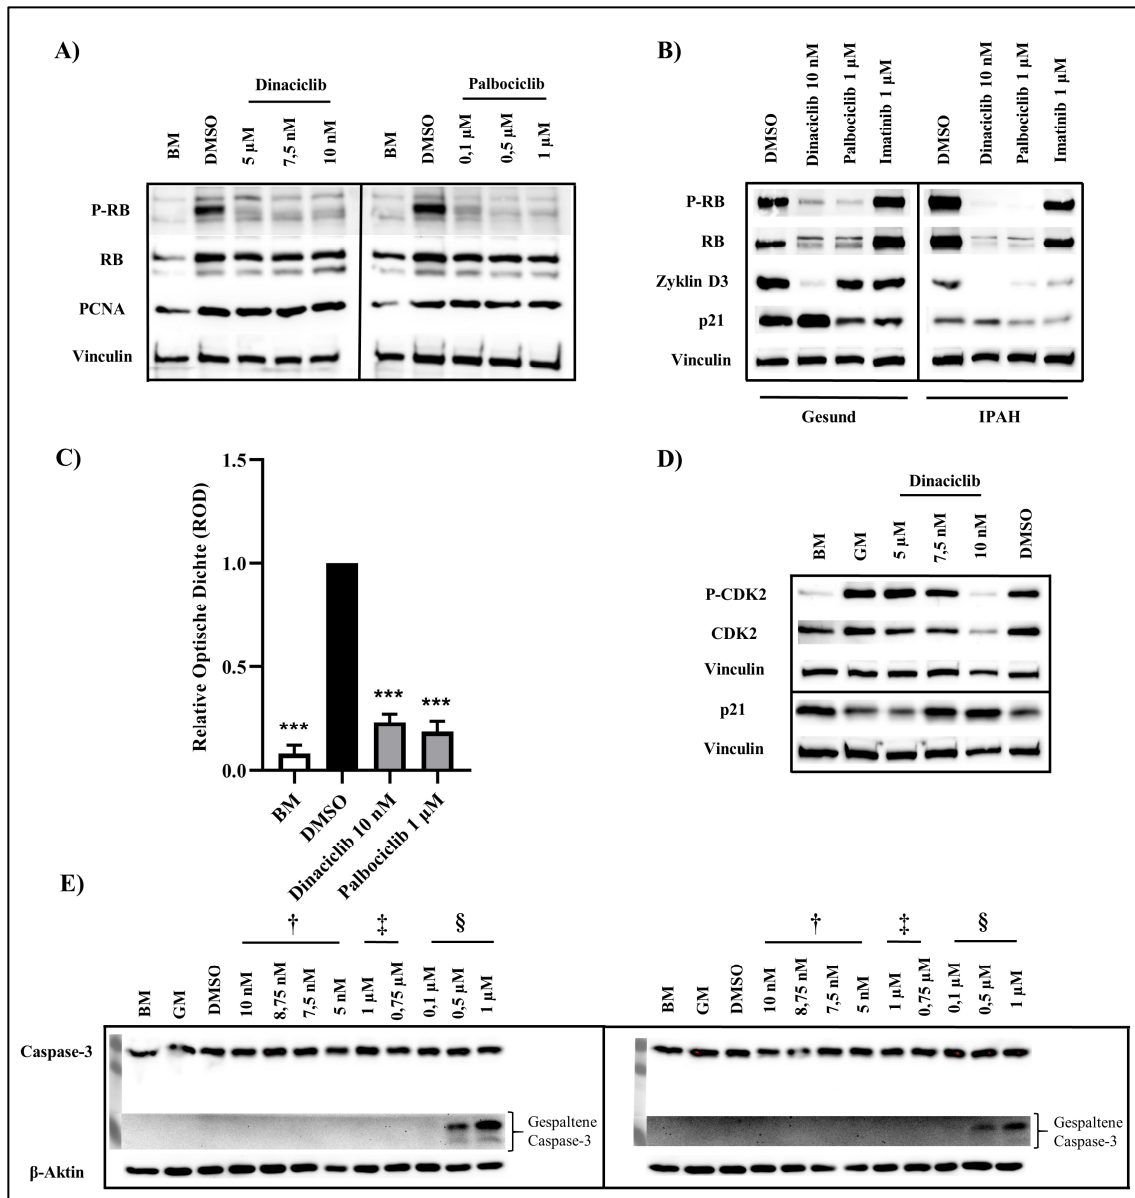 A)
Dinaciclib
Palbociclib
BM
DMSO
5 µM
7,5 nM
10 nM
BM
DMSO
0,1 µM
0,5 µM
1 µM
P-RB
RB
PCNA
Vinculin
B)
DMSO
Dinaciclib 10 nM
Palbociclib 1 µM
Imatinib 1 µM
DMSO
Dinaciclib 10 nM
Palbociclib 1 µM
Imatinib 1 µM
P-RB
RB
Zyklin D3
p21
Vinculin
Gesund
IPAH
C)
Relative Optische Dichte (ROD)
1.5
1.0
0.5
0.0
***
***
***
BM
DMSO
Dinaciclib 10 nM
Palbociclib 1 µM
D)
Dinaciclib
BM
GM
5 µM
7,5 nM
10 nM
DMSO
P-CDK2
CDK2
Vinculin
p21
Vinculin
E)
†
‡
§
BM
GM
DMSO
10 nM
8,75 nM
7,5 nM
5 nM
1 µM
0,75 µM
0,1 µM
0,5 µM
1 µM
†
‡
§
BM
GM
DMSO
10 nM
8,75 nM
7,5 nM
5 nM
1 µM
0,75 µM
0,1 µM
0,5 µM
1 µM
Caspase-3
Gespaltene
Caspase-3
Gespaltene
Caspase-3
β-Aktin